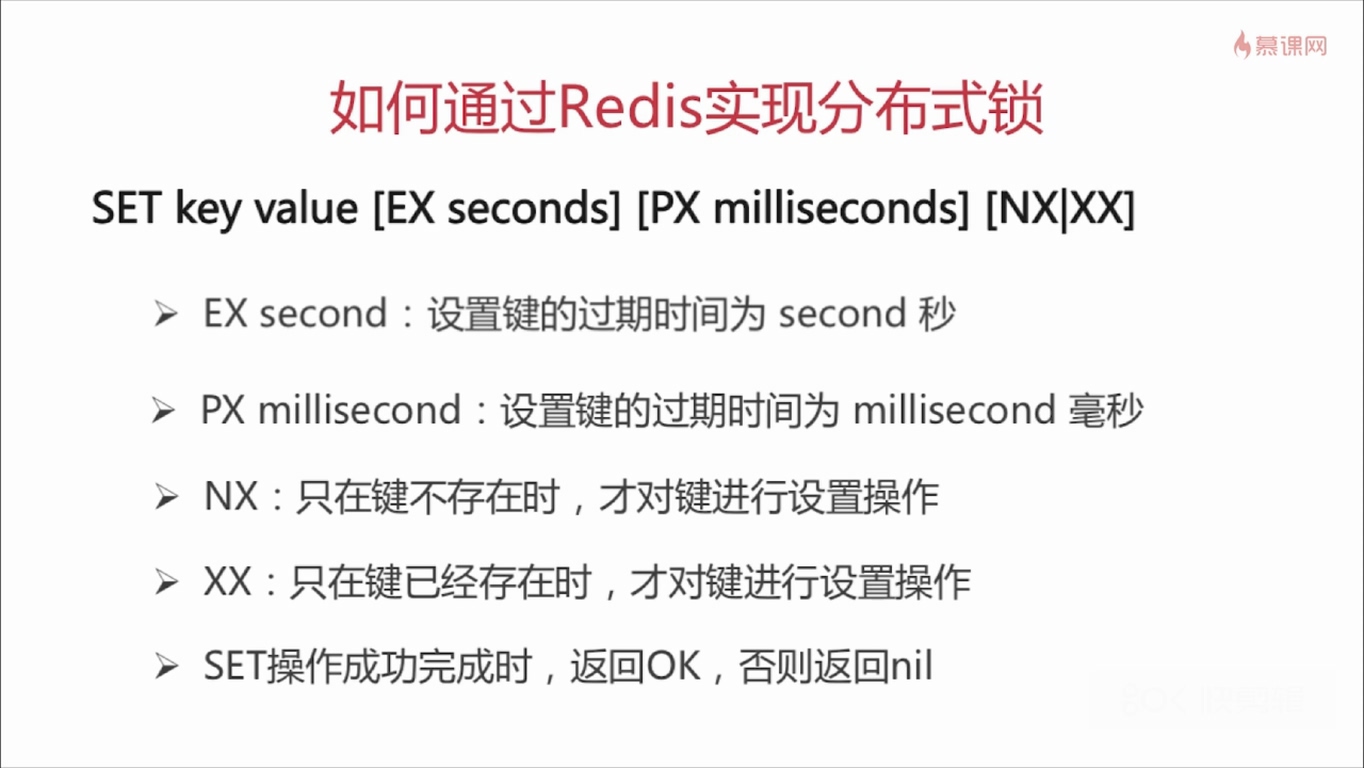 慕课网
如何通过Redis实现分布式锁
SET key value [EX seconds] [PX milliseconds] [NX|XX]
➢ EX second：设置键的过期时间为 second 秒
➢ PX millisecond：设置键的过期时间为 millisecond 毫秒
➢ NX：只在键不存在时，才对键进行设置操作
➢ XX：只在键已经存在时，才对键进行设置操作
➢ SET操作成功完成时，返回OK，否则返回nil